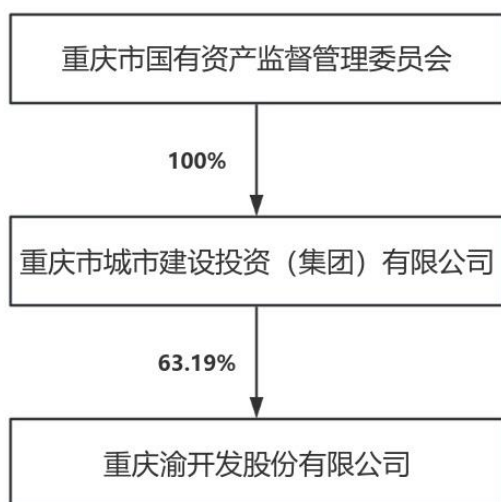 重庆市国有资产监督管理委员会
100%
重庆市城市建设投资（集团）有限公司
63.19%
重庆渝开发股份有限公司